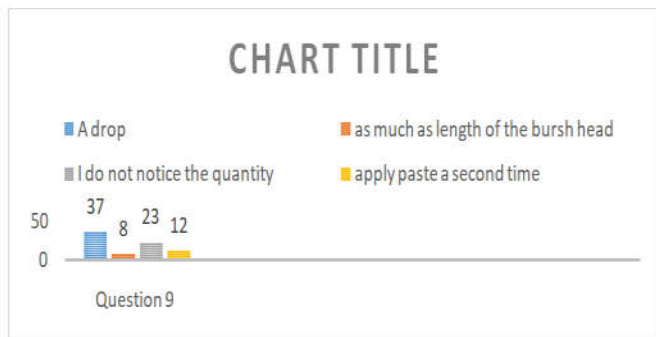 CHART TITLE
A drop
as much as length of the bursh head
I do not notice the quantity
apply paste a second time
50
0
37
8
23
12
Question 9